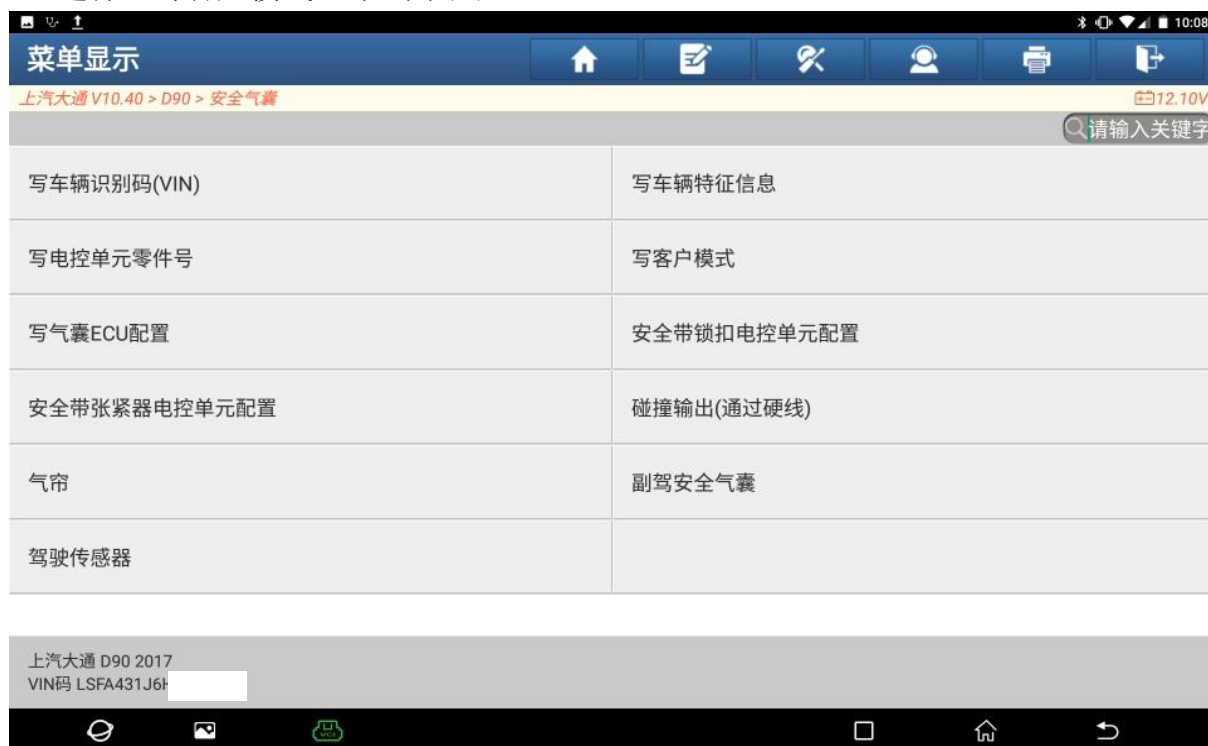 10:08
菜单显示
上汽大通 V10.40 > D90 > 安全气囊
12.10V
请输入关键字
写车辆识别码(VIN)
写车辆特征信息
写电控单元零件号
写客户模式
写气囊ECU配置
安全带锁扣电控单元配置
安全带张紧器电控单元配置
碰撞输出(通过硬线)
气帘
副驾安全气囊
驾驶传感器
上汽大通 D90 2017
VIN码 LSFA431J6H
VCI